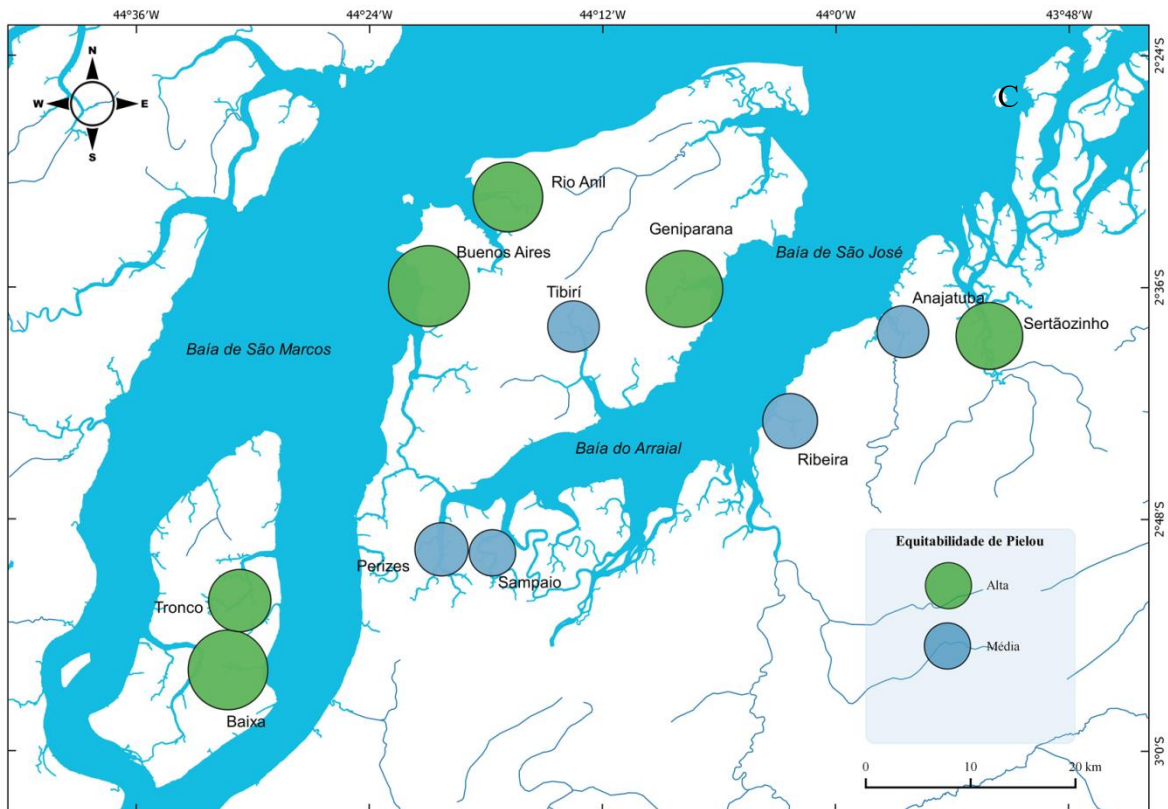 44°36'W
44°24'W
44°12'W
44°0'W
43°48'W
2°24'S
N
W
E
S
C
Rio Anil
Geniparana
Buenos Aires
Baía de São José
Tibirí
2°36'S
Anajatuba
Sertãozinho
Baía de São Marcos
Baía do Arraial
Ribeira
2°48'S
Equitabilidade de Pielou
Perizes
Sampaio
Alta
Tronco
Média
Baixa
3°0'S
0
10
20 km